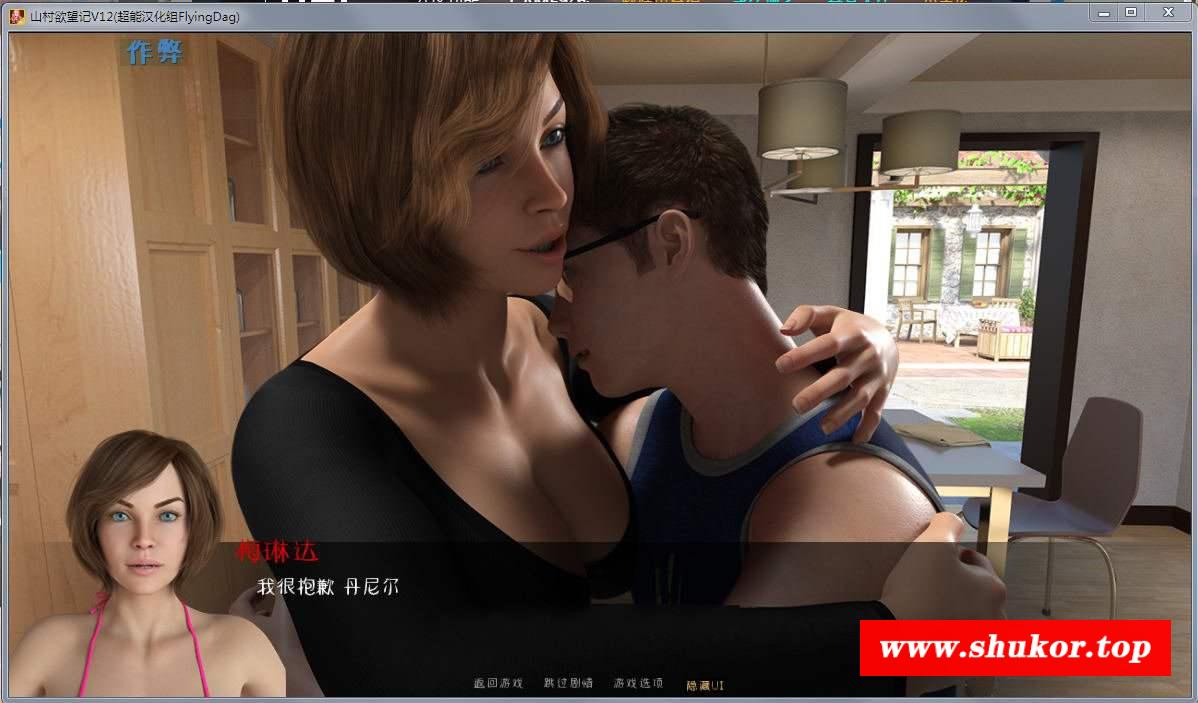 山村欲望记V12(超能汉化组FlyingDag)
作弊
梅琳达
我很抱歉 丹尼尔
www.shukor.top
返回游戏 跳过剧情 游戏选项 隐藏UI